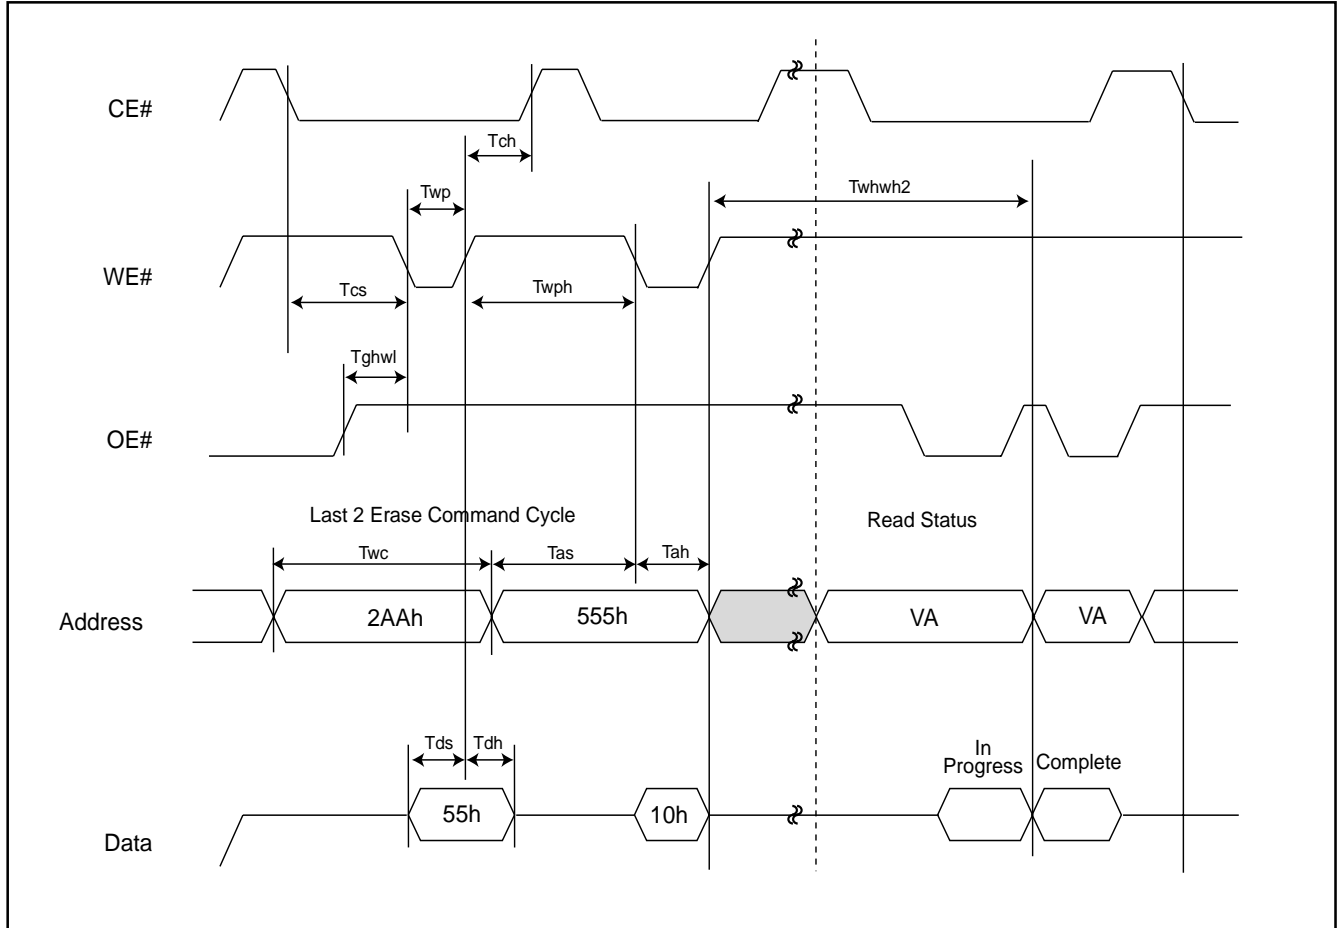 CE#
Tch
Twp
Twhwh2
WE#
Tcs
Twph
Tghwl
OE#
Last 2 Erase Command Cycle
Read Status
Twc
Tas
Tah
Address
2AAh
555h
VA
VA
Tds
Tdh
In
Progress
Complete
55h
10h
Data